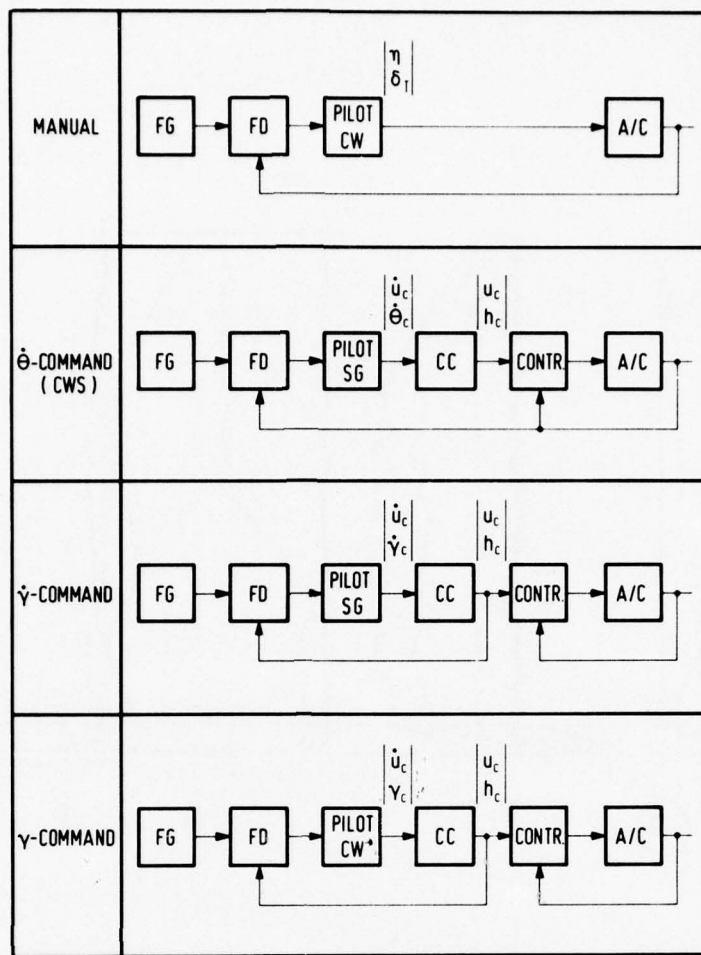 η
δT
MANUAL
FG
FD
PILOT
CW
A/C
u̇c
Θ̇c
uc
hc
Θ̇-COMMAND
( CWS )
FG
FD
PILOT
SG
CC
CONTR.
A/C
u̇c
γ̇c
uc
hc
γ̇-COMMAND
FG
FD
PILOT
SG
CC
CONTR.
A/C
u̇c
γc
uc
hc
γ-COMMAND
FG
FD
PILOT
CW*
CC
CONTR.
A/C